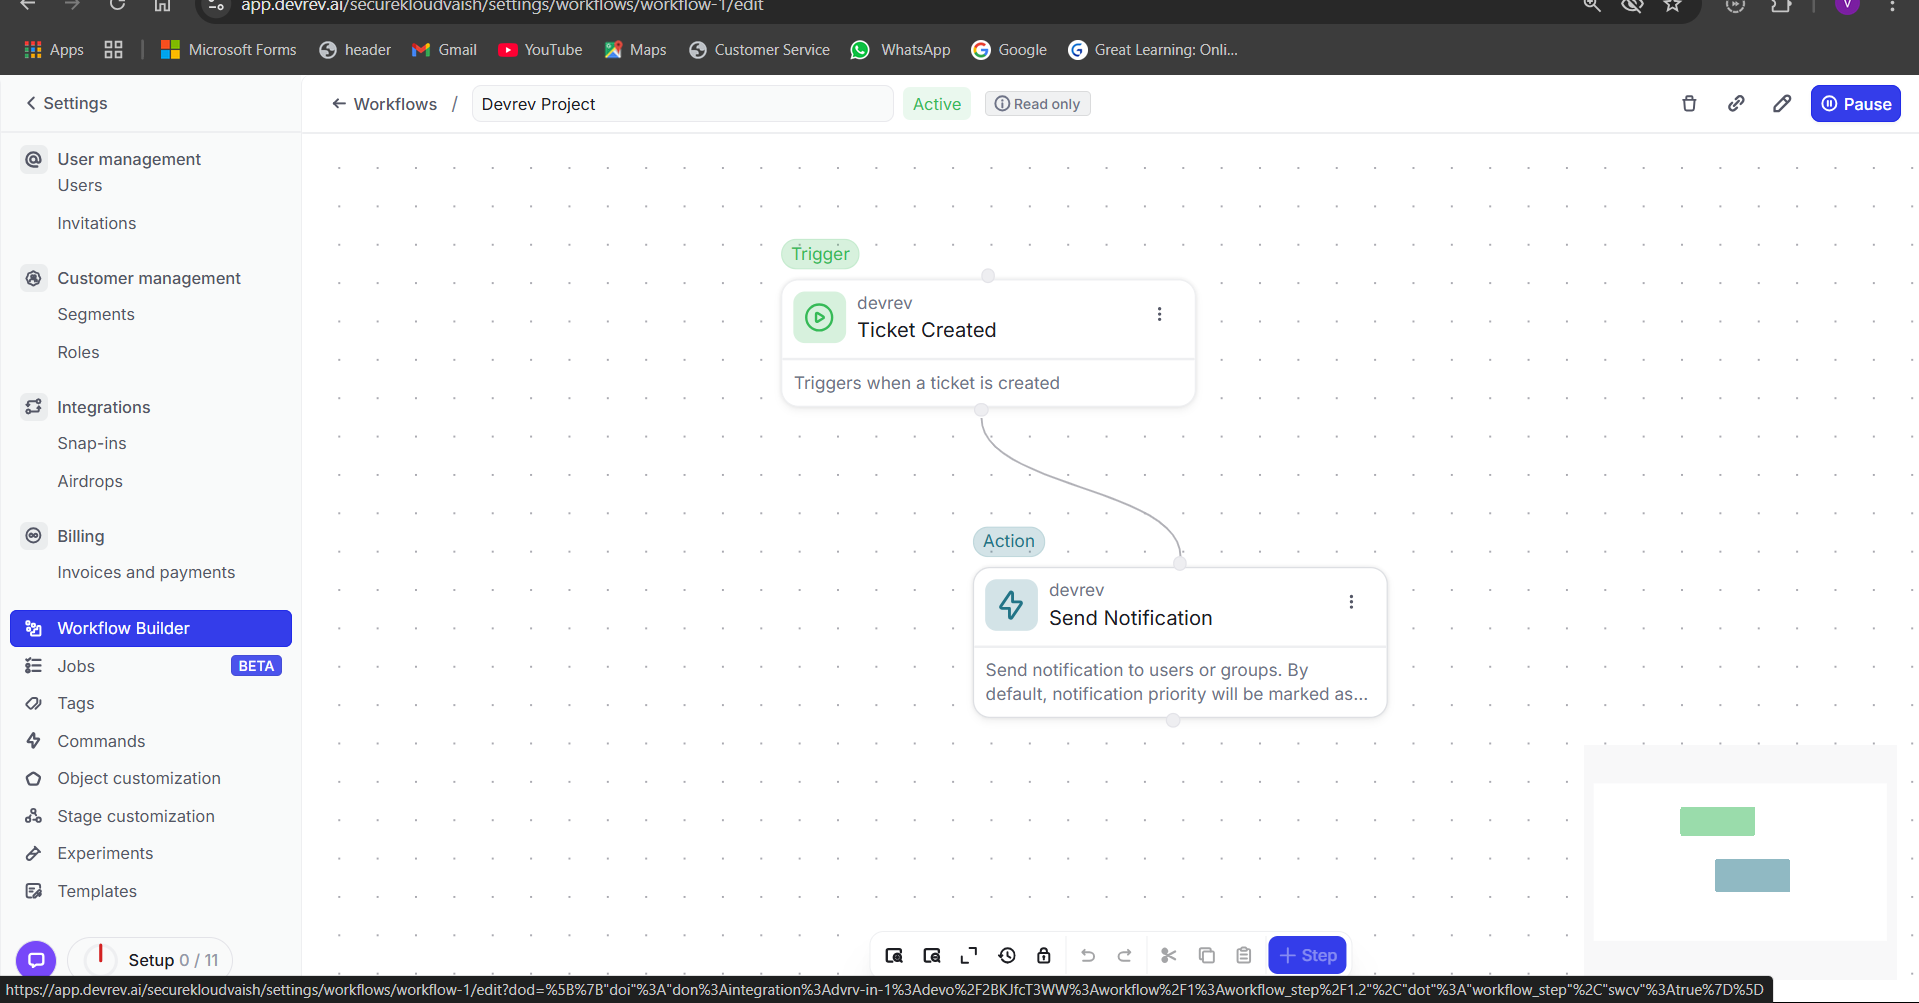 app.devrev.ai/securekloudvaish/settings/workflows/workflow-1/edit
V
Apps
Microsoft Forms
header
Gmail
YouTube
Maps
Customer Service
WhatsApp
Google
Great Learning: Onli...
Settings
Workflows / Devrev Project
Active
Read only
Pause
User management
Users
Invitations
Customer management
Segments
Roles
Integrations
Snap-ins
Airdrops
Billing
Invoices and payments
Workflow Builder
Jobs BETA
Tags
Commands
Object customization
Stage customization
Experiments
Templates
Setup 0 / 11
Trigger
devrev
Ticket Created
Triggers when a ticket is created
Action
devrev
Send Notification
Send notification to users or groups. By
default, notification priority will be marked as...
+ Step
https://app.devrev.ai/securekloudvaish/settings/workflows/workflow-1/edit?dod=%5B%7B"doi"%3A"don%3Aintegration%3Advrv-in-1%3Adevo%2F2BKJfcT3WW%3Aworkflow%2F1%3Aworkflow_step%2F1.2"%2C"dot"%3A"workflow_step"%2C"swcv"%3Atrue%7D%5D